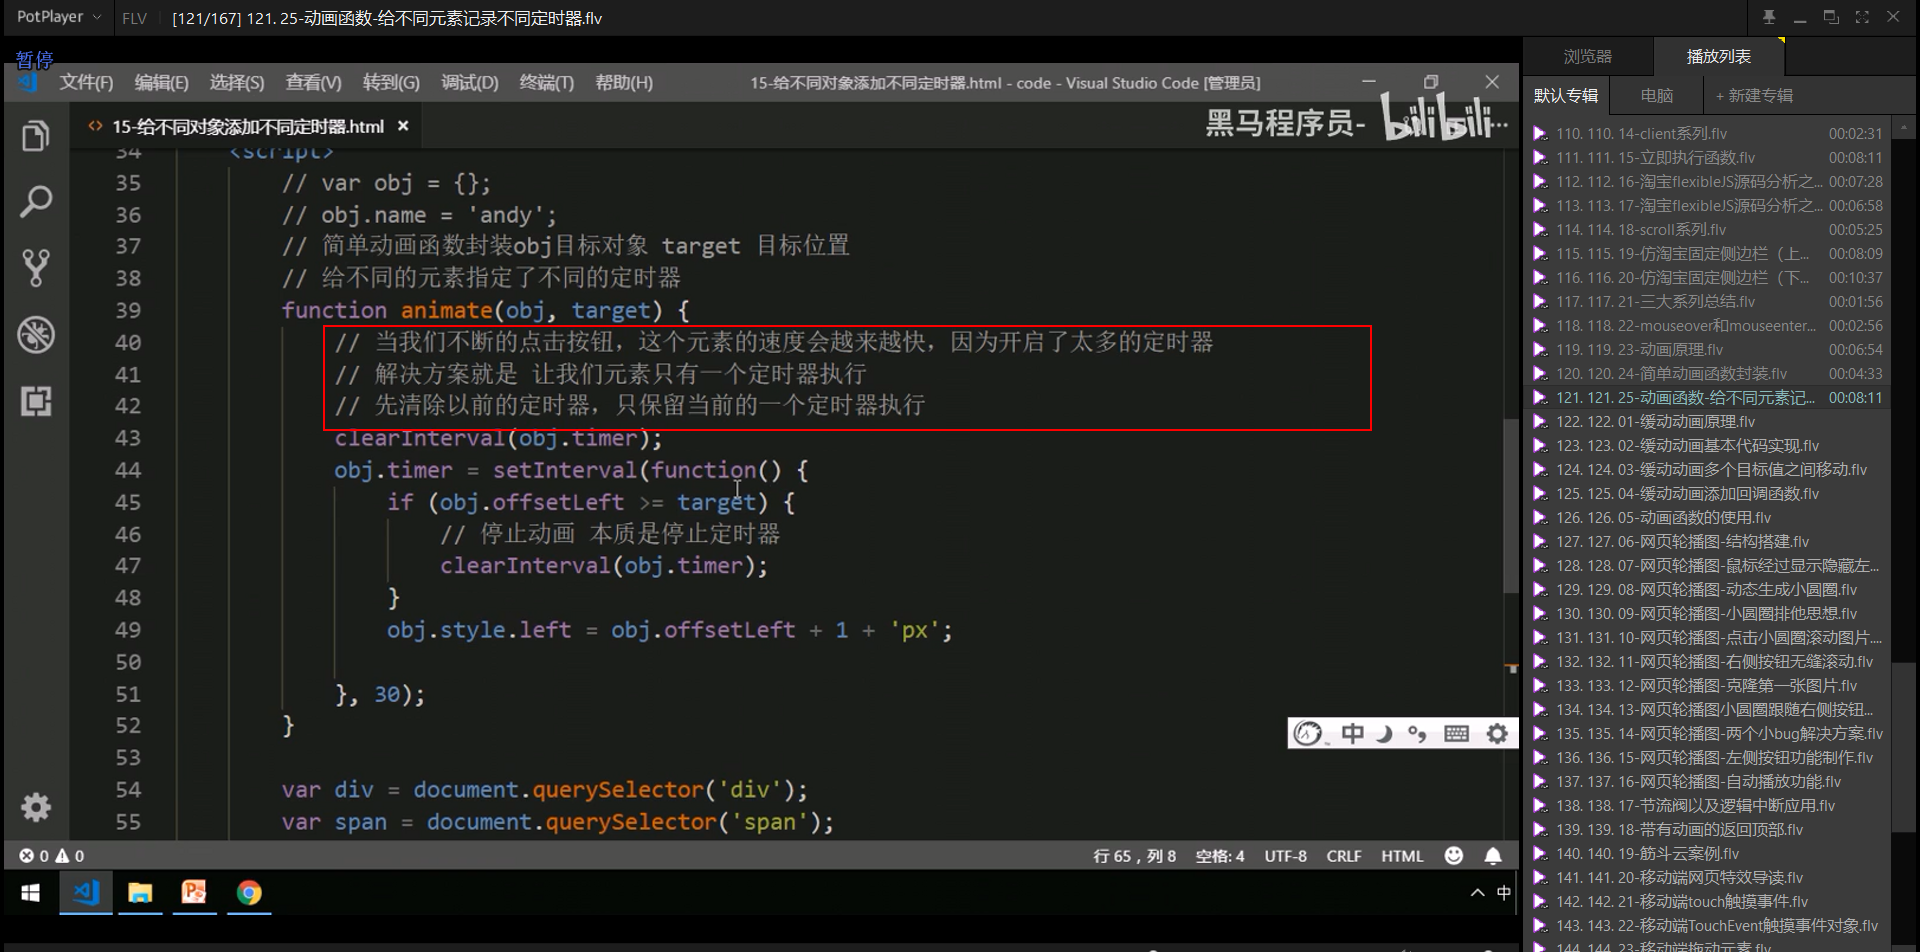 PotPlayer
FLV
[121/167] 121. 25-动画函数-给不同元素记录不同定时器.flv
暂停
文件(F) 编辑(E) 选择(S) 查看(V) 转到(G) 调试(D) 终端(T) 帮助(H)
15-给不同对象添加不同定时器.html - code - Visual Studio Code [管理员]
15-给不同对象添加不同定时器.html
黑马程序员- bilibili
34 <script>
35 // var obj = {};
36 // obj.name = 'andy';
37 // 简单动画函数封装obj目标对象 target 目标位置
38 // 给不同的元素指定了不同的定时器
39 function animate(obj, target) {
40 // 当我们不断的点击按钮，这个元素的速度会越来越快，因为开启了太多的定时器
41 // 解决方案就是 让我们元素只有一个定时器执行
42 // 先清除以前的定时器，只保留当前的一个定时器执行
43 clearInterval(obj.timer);
44 obj.timer = setInterval(function() {
45 if (obj.offsetLeft >= target) {
46 // 停止动画 本质是停止定时器
47 clearInterval(obj.timer);
48 }
49 obj.style.left = obj.offsetLeft + 1 + 'px';
50
51 }, 30);
52 }
53
54 var div = document.querySelector('div');
55 var span = document.querySelector('span');
中
0 0
行 65，列 8 空格: 4 UTF-8 CRLF HTML
中
浏览器 播放列表
默认专辑 电脑 + 新建专辑
110. 110. 14-client系列.flv 00:02:31
111. 111. 15-立即执行函数.flv 00:08:11
112. 112. 16-淘宝flexibleJS源码分析之... 00:07:28
113. 113. 17-淘宝flexibleJS源码分析之... 00:06:58
114. 114. 18-scroll系列.flv 00:05:25
115. 115. 19-仿淘宝固定侧边栏（上... 00:08:09
116. 116. 20-仿淘宝固定侧边栏（下... 00:10:37
117. 117. 21-三大系列总结.flv 00:01:56
118. 118. 22-mouseover和mouseenter... 00:02:56
119. 119. 23-动画原理.flv 00:06:54
120. 120. 24-简单动画函数封装.flv 00:04:33
121. 121. 25-动画函数-给不同元素记... 00:08:11
122. 122. 01-缓动动画原理.flv
123. 123. 02-缓动动画基本代码实现.flv
124. 124. 03-缓动动画多个目标值之间移动.flv
125. 125. 04-缓动动画添加回调函数.flv
126. 126. 05-动画函数的使用.flv
127. 127. 06-网页轮播图-结构搭建.flv
128. 128. 07-网页轮播图-鼠标经过显示隐藏左...
129. 129. 08-网页轮播图-动态生成小圆圈.flv
130. 130. 09-网页轮播图-小圆圈排他思想.flv
131. 131. 10-网页轮播图-点击小圆圈滚动图片....
132. 132. 11-网页轮播图-右侧按钮无缝滚动.flv
133. 133. 12-网页轮播图-克隆第一张图片.flv
134. 134. 13-网页轮播图小圆圈跟随右侧按钮...
135. 135. 14-网页轮播图-两个小bug解决方案.flv
136. 136. 15-网页轮播图-左侧按钮功能制作.flv
137. 137. 16-网页轮播图-自动播放功能.flv
138. 138. 17-节流阀以及逻辑中断应用.flv
139. 139. 18-带有动画的返回顶部.flv
140. 140. 19-筋斗云案例.flv
141. 141. 20-移动端网页特效导读.flv
142. 142. 21-移动端touch触摸事件.flv
143. 143. 22-移动端TouchEvent触摸事件对象.flv
144. 144. 23-移动端拖动元素.flv